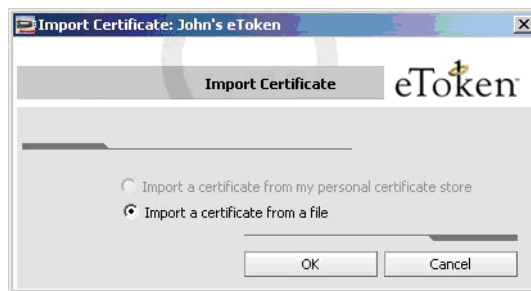 Import Certificate: John's eToken
Import Certificate
eToken
Import a certificate from my personal certificate store
Import a certificate from a file
OK
Cancel